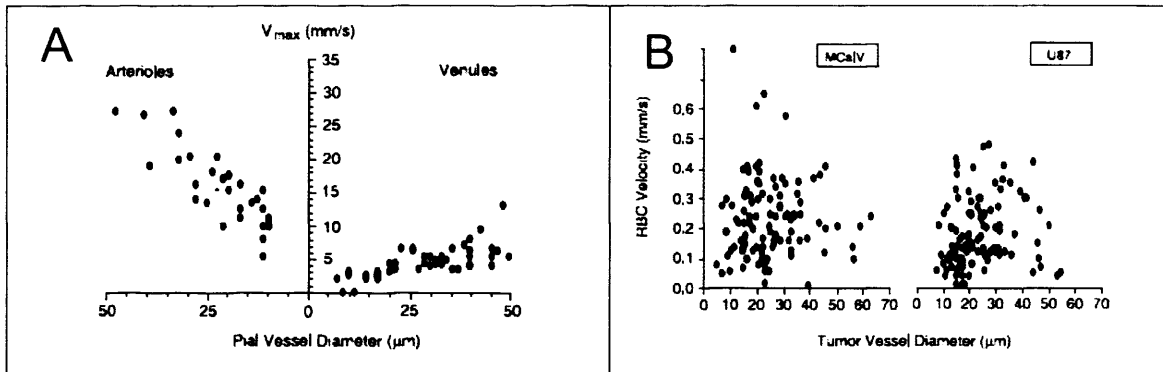 A
V max (mm/s)
Arterioles
Venules
35
30
25
20
15
10
5
50
25
0
25
50
Pial Vessel Diameter (µm)
B
MCaIV
U87
RBC Velocity (mm/s)
0,6
0.5
0.4
0.3
0.2
0.1
0,0
0 10 20 30 40 50 60 70
0 10 20 30 40 50 60 70
Tumor Vessel Diameter (µm)